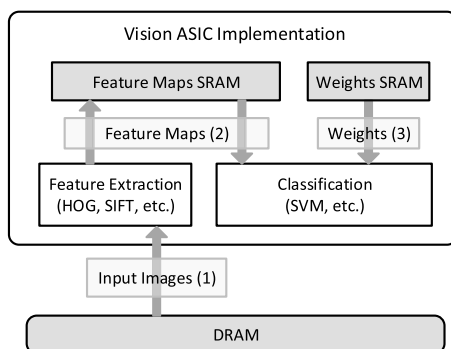 Vision ASIC Implementation
Feature Maps SRAM
Weights SRAM
Feature Maps (2)
Weights (3)
Feature Extraction
(HOG, SIFT, etc.)
Classification
(SVM, etc.)
Input Images (1)
DRAM